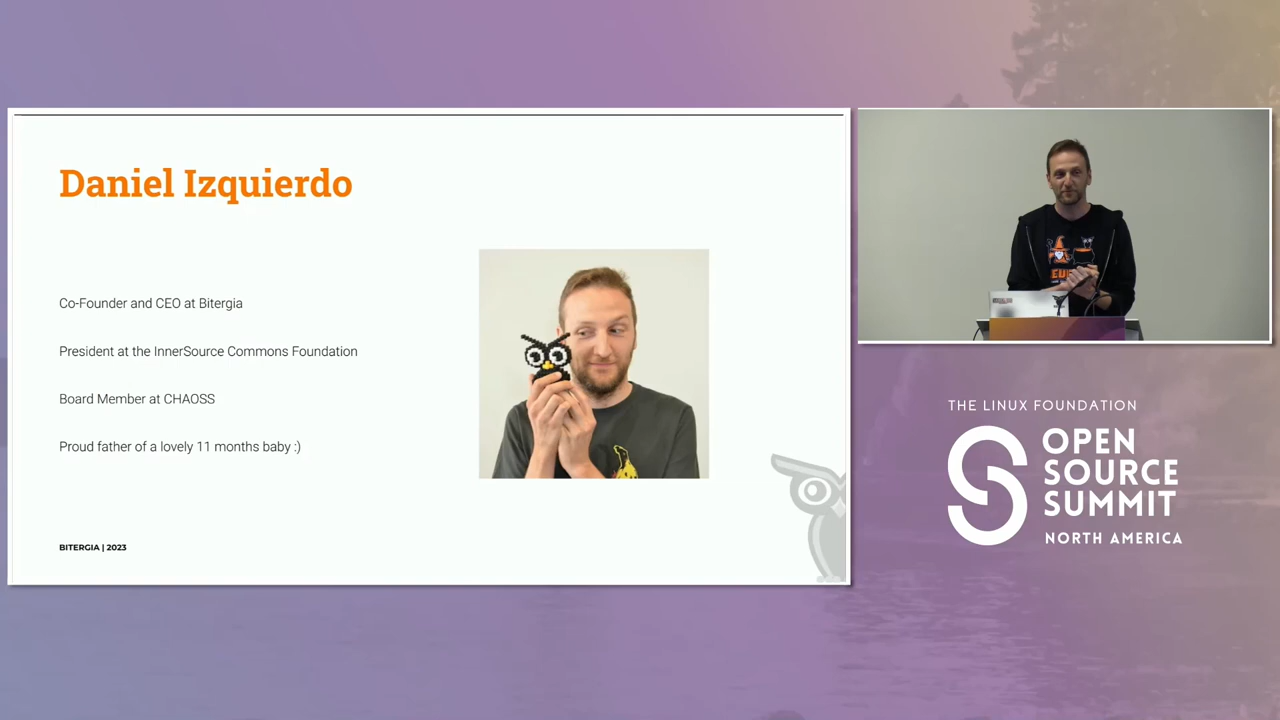 Daniel Izquierdo
Co-Founder and CEO at Bitergia
President at the InnerSource Commons Foundation
Board Member at CHAOSS
Proud father of a lovely 11 months baby :)
BITERGIA | 2023
THE LINUX FOUNDATION
OPEN
SOURCE
SUMMIT
NORTH AMERICA